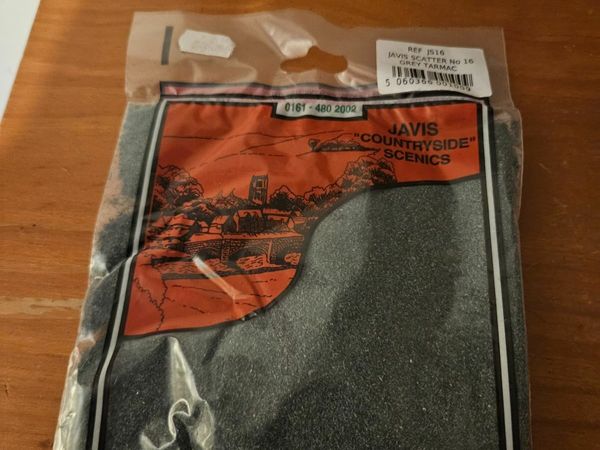 REF JS16
JAVIS SCATTER No 16
GREY TARMAC
0161 - 480 2002
JAVIS
"COUNTRYSIDE"
SCENICS